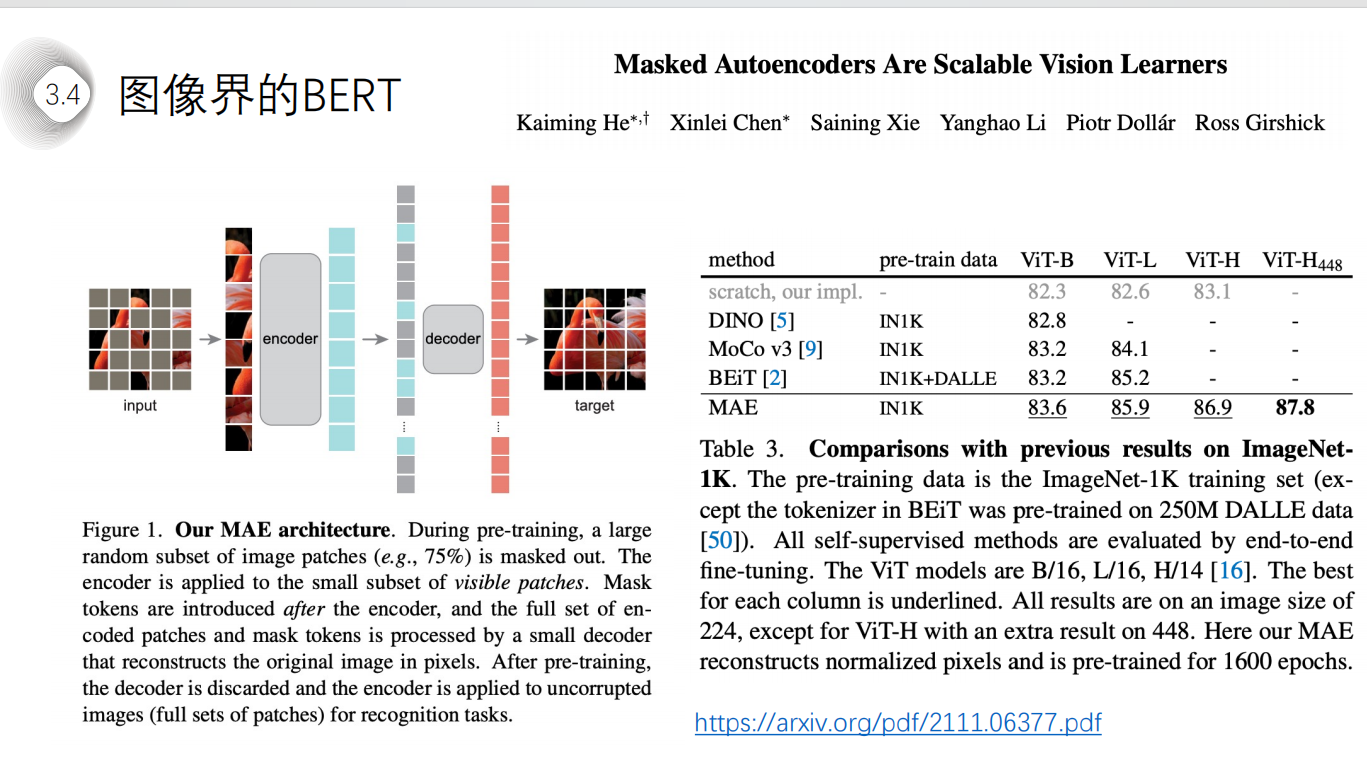 3.4
图像界的BERT
Masked Autoencoders Are Scalable Vision Learners
Kaiming He*,† Xinlei Chen* Saining Xie Yanghao Li Piotr Dollár Ross Girshick
encoder
decoder
input
target
Figure 1. Our MAE architecture. During pre-training, a large
random subset of image patches (e.g., 75%) is masked out. The
encoder is applied to the small subset of visible patches. Mask
tokens are introduced after the encoder, and the full set of en-
coded patches and mask tokens is processed by a small decoder
that reconstructs the original image in pixels. After pre-training,
the decoder is discarded and the encoder is applied to uncorrupted
images (full sets of patches) for recognition tasks.
method pre-train data ViT-B ViT-L ViT-H ViT-H448
scratch, our impl. - 82.3 82.6 83.1 -
DINO [5] IN1K 82.8 - - -
MoCo v3 [9] IN1K 83.2 84.1 - -
BEiT [2] IN1K+DALLE 83.2 85.2 - -
MAE IN1K 83.6 85.9 86.9 87.8
Table 3. Comparisons with previous results on ImageNet-
1K. The pre-training data is the ImageNet-1K training set (ex-
cept the tokenizer in BEiT was pre-trained on 250M DALLE data
[50]). All self-supervised methods are evaluated by end-to-end
fine-tuning. The ViT models are B/16, L/16, H/14 [16]. The best
for each column is underlined. All results are on an image size of
224, except for ViT-H with an extra result on 448. Here our MAE
reconstructs normalized pixels and is pre-trained for 1600 epochs.
https://arxiv.org/pdf/2111.06377.pdf